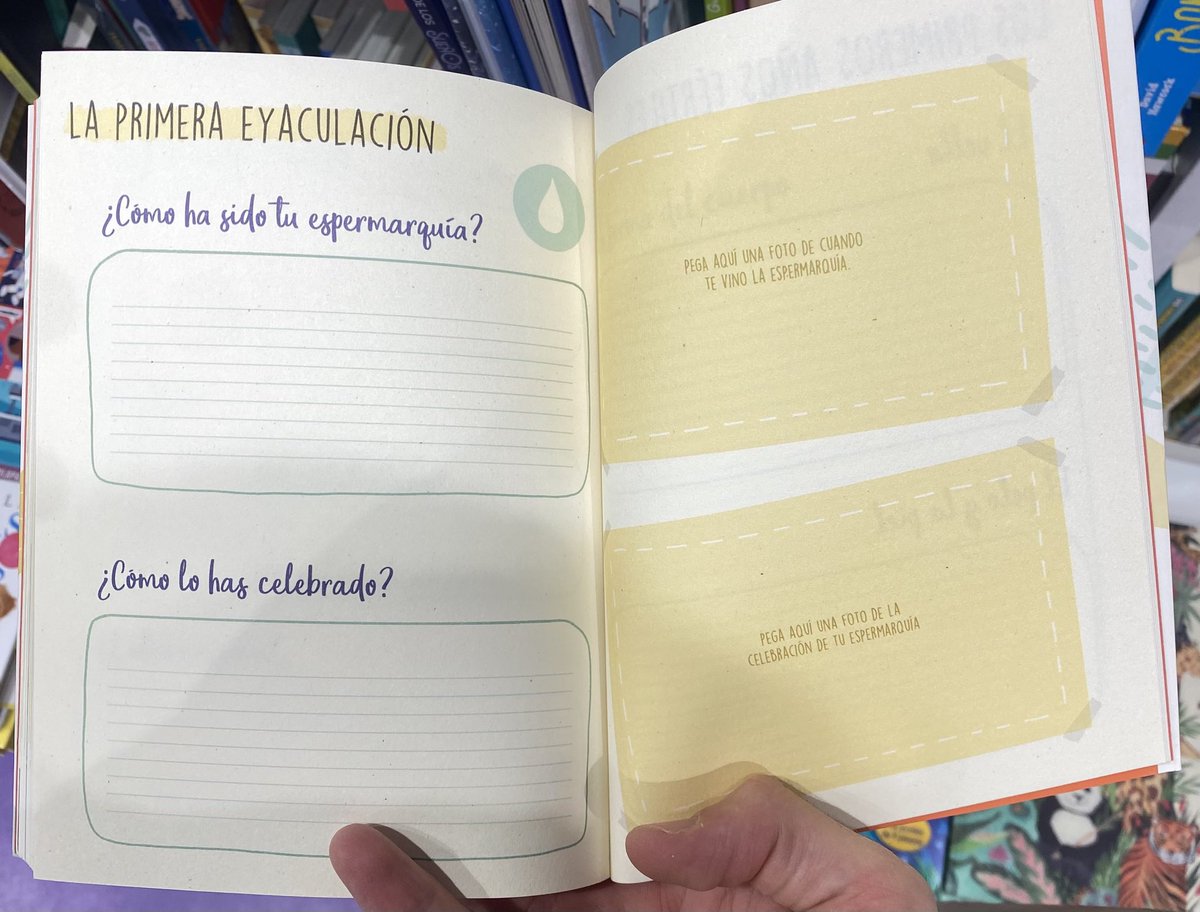 LA PRIMERA EYACULACIÓN
¿Cómo ha sido tu espermarquía?
¿Cómo lo has celebrado?
PEGA AQUÍ UNA FOTO DE CUANDO
TE VINO LA ESPERMARQUÍA.
PEGA AQUÍ UNA FOTO DE LA
CELEBRACIÓN DE TU ESPERMARQUÍA
David